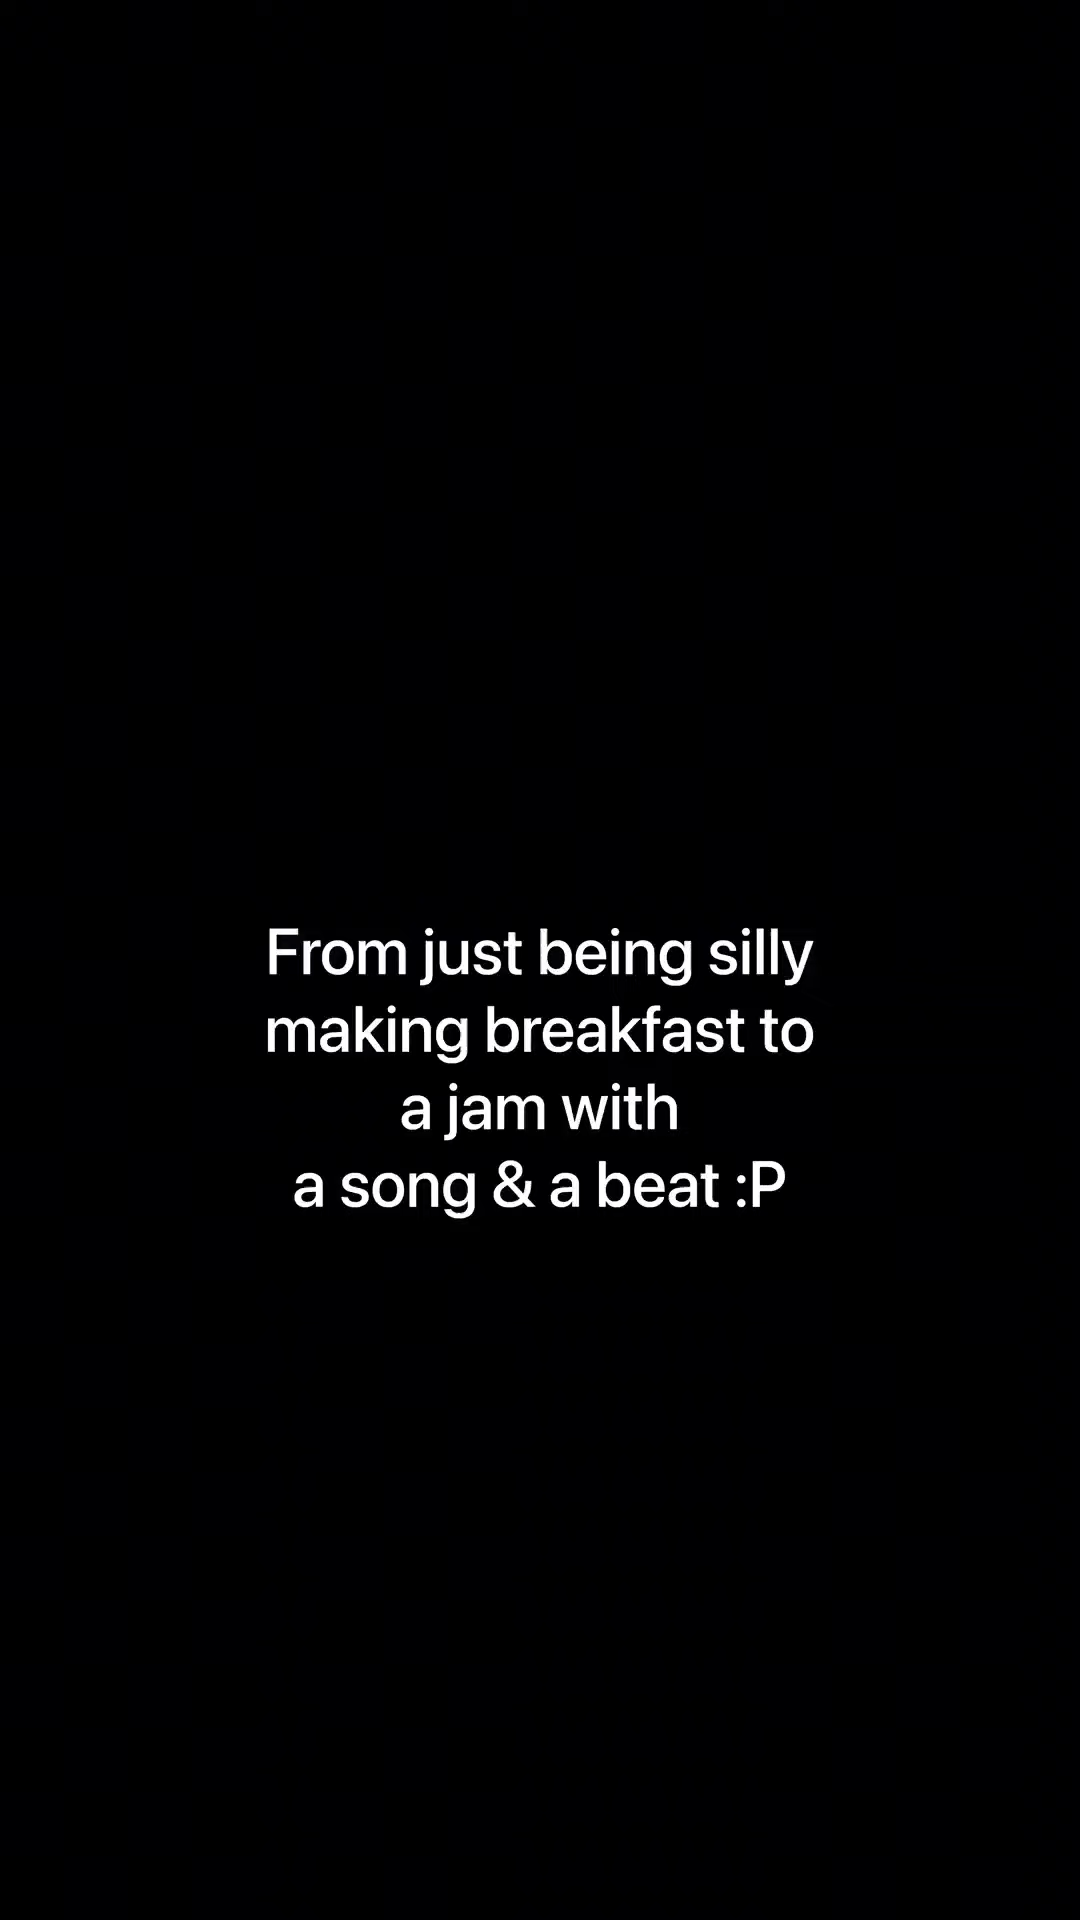 From just being silly
making breakfast to
a jam with
a song & a beat :P